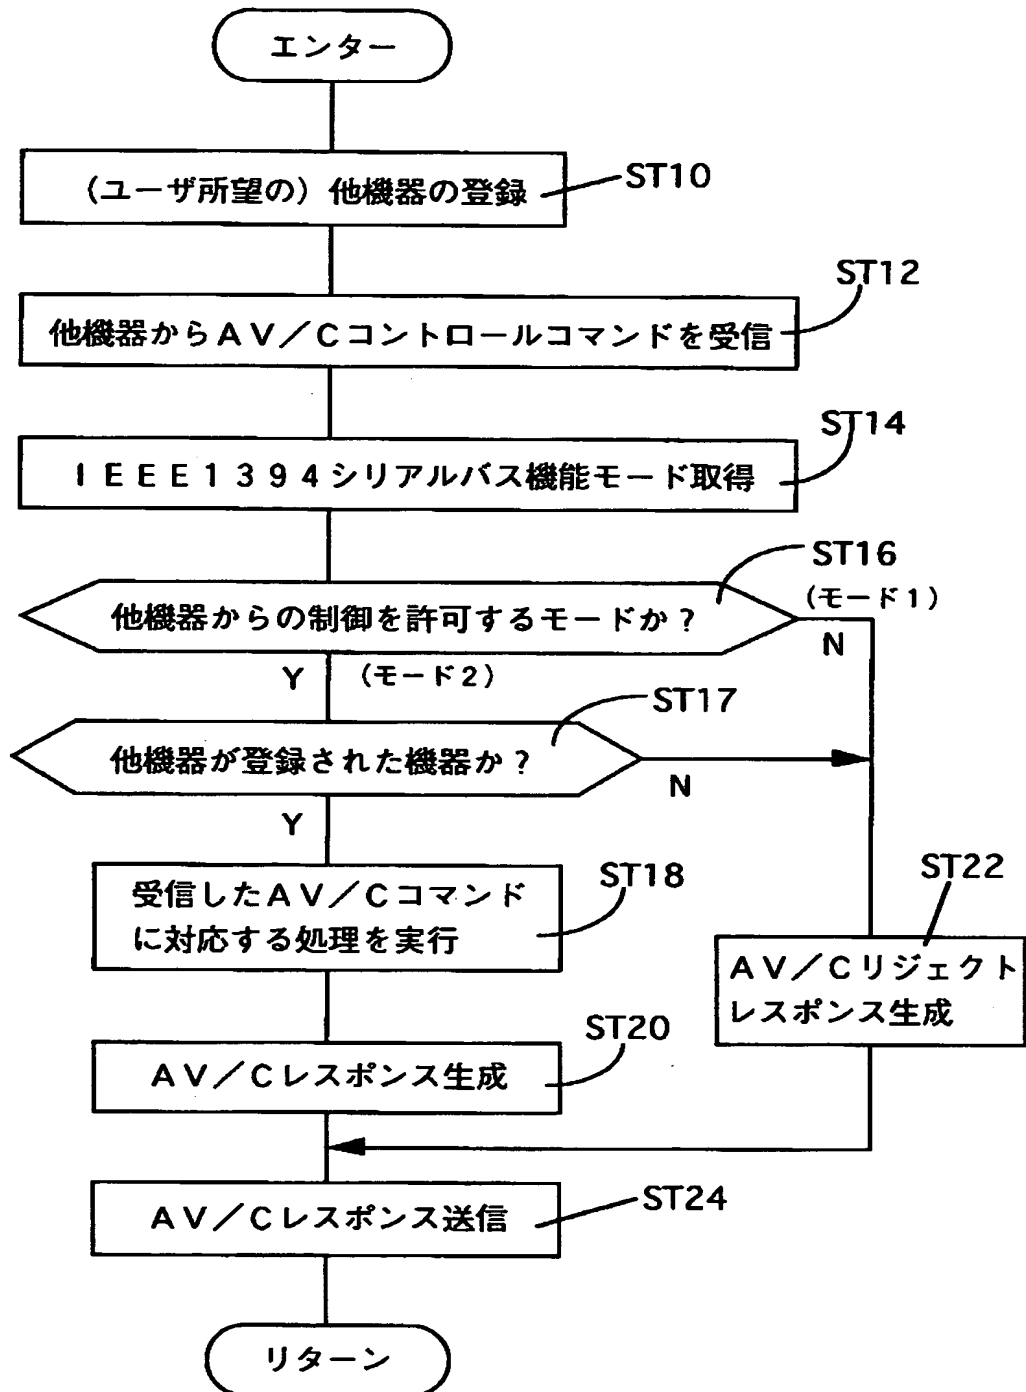 エンター
（ユーザ所望の）他機器の登録
ST10
ST12
他機器からＡＶ／Ｃコントロールコマンドを受信
ST14
ＩＥＥＥ１３９４シリアルバス機能モード取得
ST16
他機器からの制御を許可するモードか？
（モード１）
N
Y
（モード２）
ST17
他機器が登録された機器か？
N
Y
受信したＡＶ／Ｃコマンド
に対応する処理を実行
ST18
ST22
ＡＶ／Ｃリジェクト
レスポンス生成
ST20
ＡＶ／Ｃレスポンス生成
ＡＶ／Ｃレスポンス送信
ST24
リターン